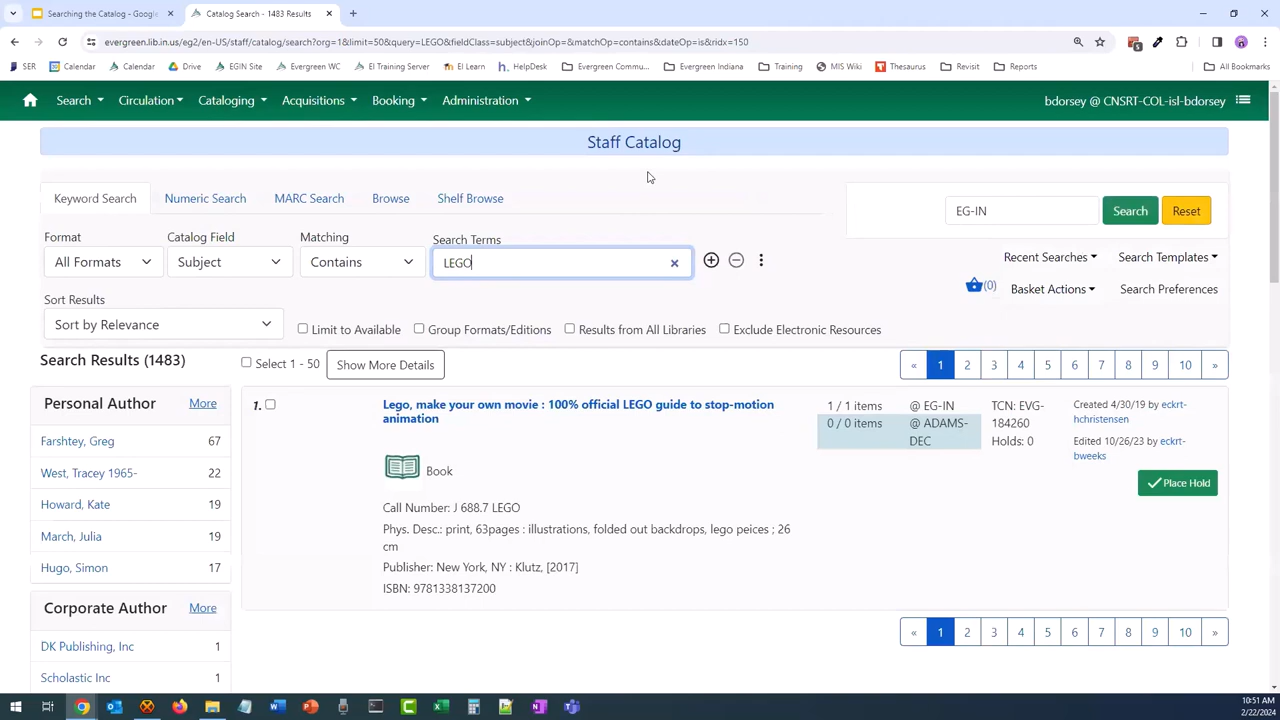 Searching the Catalog - Google
Catalog Search - 1483 Results
evergreen.lib.in.us/eg2/en-US/staff/catalog/search?org=1&limit=50&query=LEGO&fieldClass=subject&joinOp=&matchOp=contains&dateOp=is&ridx=150
SER Calendar Calendar Drive EGIN Site Evergreen WC EI Training Server EI Learn HelpDesk Evergreen Commu... Evergreen Indiana Training MIS Wiki Thesaurus Revisit Reports All Bookmarks
Search Circulation Cataloging Acquisitions Booking Administration bdorsey @ CNSRT-COL-isl-bdorsey
Staff Catalog
Keyword Search Numeric Search MARC Search Browse Shelf Browse
EG-IN Search Reset
Format Catalog Field Matching Search Terms
All Formats Subject Contains LEGO
Recent Searches Search Templates
(0) Basket Actions Search Preferences
Sort Results
Sort by Relevance Limit to Available Group Formats/Editions Results from All Libraries Exclude Electronic Resources
Search Results (1483) Select 1 - 50 Show More Details « 1 2 3 4 5 6 7 8 9 10 »
Personal Author More
Farshtey, Greg 67
West, Tracey 1965- 22
Howard, Kate 19
March, Julia 19
Hugo, Simon 17
Corporate Author More
DK Publishing, Inc 1
Scholastic Inc 1
1.
Lego, make your own movie : 100% official LEGO guide to stop-motion
animation
Book
Call Number: J 688.7 LEGO
Phys. Desc.: print, 63pages : illustrations, folded out backdrops, lego peices ; 26
cm
Publisher: New York, NY : Klutz, [2017]
ISBN: 9781338137200
1 / 1 items @ EG-IN
0 / 0 items @ ADAMS-
DEC
TCN: EVG-
184260
Holds: 0
Created 4/30/19 by eckrt-
hchristensen
Edited 10/26/23 by eckrt-
bweeks
Place Hold
« 1 2 3 4 5 6 7 8 9 10 »
10:51 AM
2/22/2024